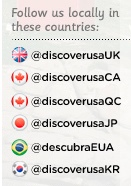 Follow us locally in
these countries:
@discoverusaUK
@discoverusaCA
@discoverusaQC
@discoverusaJP
@descubraEUA
@discoverusaKR